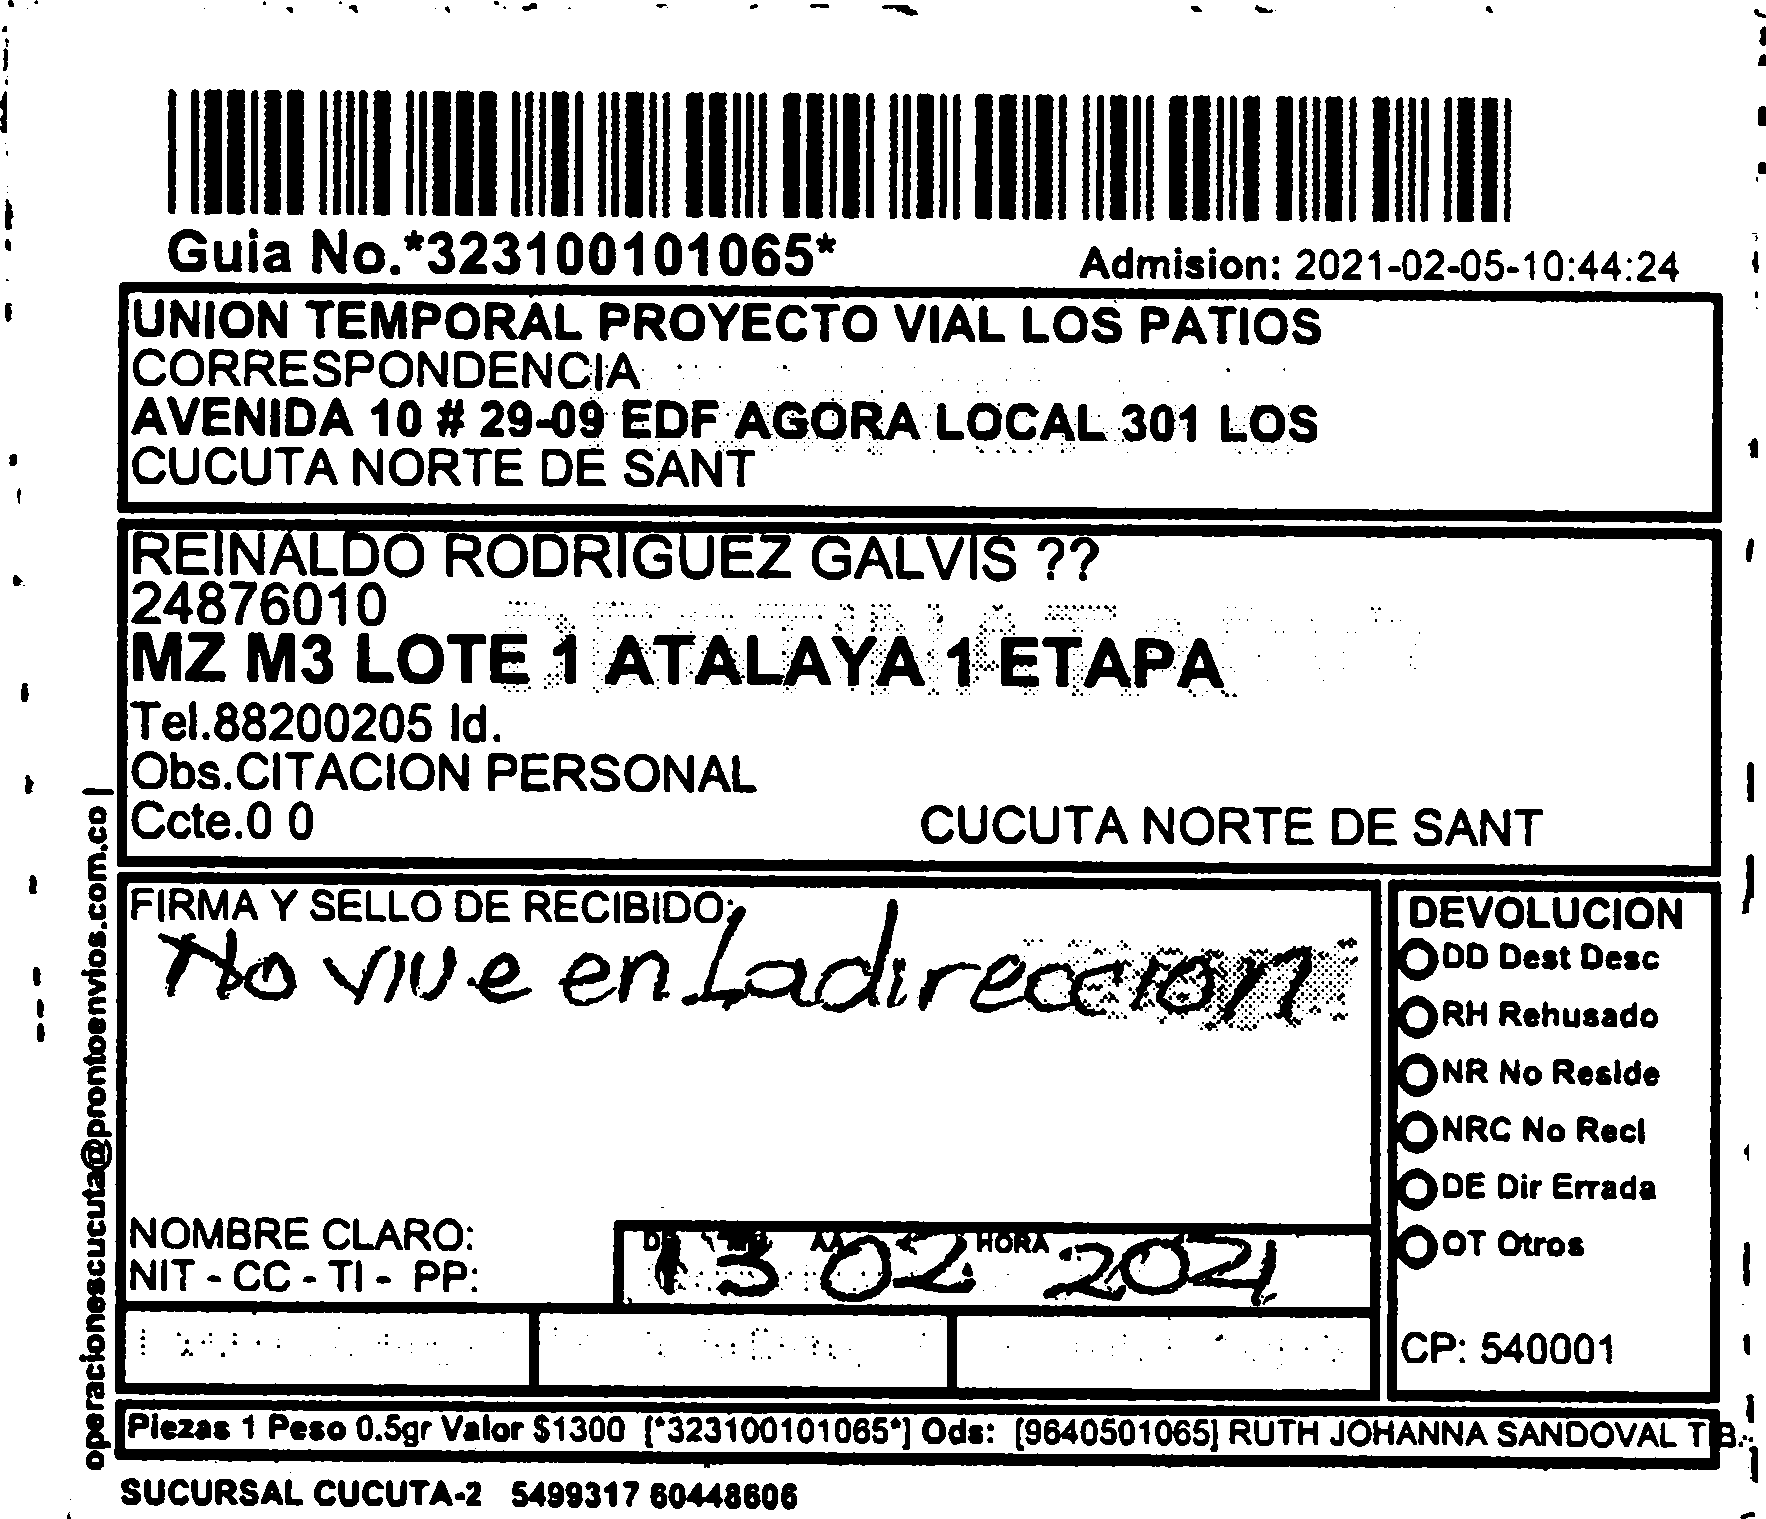 Guia No.*323100101065*
Admision: 2021-02-05-10:44:24
UNION TEMPORAL PROYECTO VIAL LOS PATIOS
CORRESPONDENCIA
AVENIDA 10 # 29-09 EDF AGORA LOCAL 301 LOS
CUCUTA NORTE DE SANT
REINALDO RODRIGUEZ GALVIS ??
24876010
MZ M3 LOTE 1 ATALAYA 1 ETAPA
Tel.88200205 Id.
Obs.CITACION PERSONAL
Ccte.0 0
CUCUTA NORTE DE SANT
FIRMA Y SELLO DE RECIBIDO:
No vive en La direccion
NOMBRE CLARO:
NIT - CC - TI - PP:
AA HORA
13 02 2021
DEVOLUCION
DD Dest Desc
RH Rehusado
NR No Reside
NRC No Recl
DE Dir Errada
OT Otros
CP: 540001
Piezas 1 Peso 0.5gr Valor $1300 [*323100101065*] Ods: [9640501065] RUTH JOHANNA SANDOVAL T B.
SUCURSAL CUCUTA-2 5499317 60448606
operacionescucuta@prontoenvios.com.co |